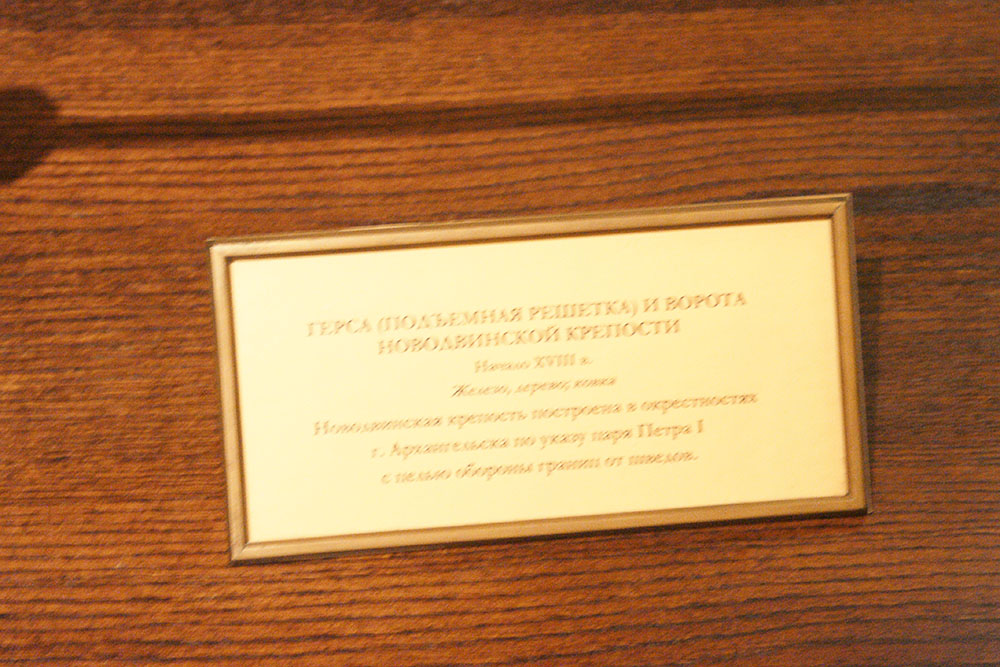 ГЕРСА (ПОДЪЕМНАЯ РЕШЕТКА) И ВОРОТА
НОВОДВИНСКОЙ КРЕПОСТИ
Начало XVIII в.
Железо, дерево; ковка
Новодвинская крепость построена в окрестностях
г. Архангельска по указу царя Петра I
с целью обороны границ от шведов.